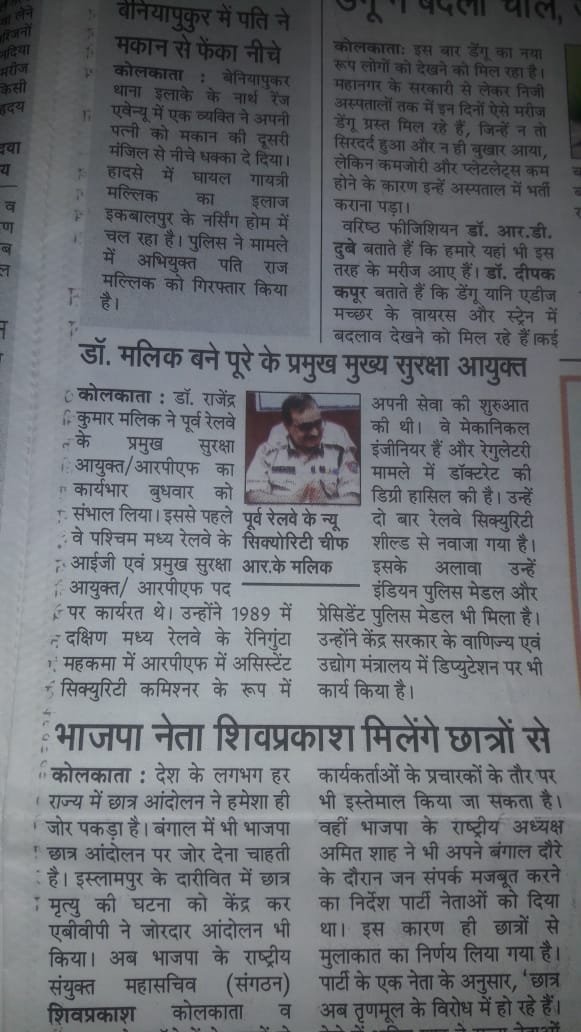 बेनियापुकुर में पति ने
मकान से फेंका नीचे
कोलकाता : बेनियापुकर
थाना इलाके के नार्थ रेंज
एवेन्यू में एक व्यक्ति ने अपनी
पत्नी को मकान की दूसरी
मंजिल से नीचे धक्का दे दिया।
हादसे में घायल गायत्री
मल्लिक का इलाज
इकबालपुर के नर्सिंग होम में
चल रहा है। पुलिस ने मामले
में अभियुक्त पति राज
मल्लिक को गिरफ्तार किया
है।
डेंगू ने बदली चाल,
कोलकाता: इस बार डेंगू का नया
रूप लोगों को देखने को मिल रहा है।
महानगर के सरकारी से लेकर निजी
अस्पतालों तक में इन दिनों ऐसे मरीज
डेंगू ग्रस्त मिल रहे हैं, जिन्हें न तो
सिरदर्द हुआ और न ही बुखार आया,
लेकिन कमजोरी और प्लेटलेट्स कम
होने के कारण इन्हें अस्पताल में भर्ती
कराना पड़ा।
वरिष्ठ फीजिशियन डॉ. आर.डी.
दुबे बताते हैं कि हमारे यहां भी इस
तरह के मरीज आए हैं। डॉ. दीपक
कपूर बताते हैं कि डेंगू यानि एडीज
मच्छर के वायरस और स्ट्रेन में
बदलाव देखने को मिल रहे हैं।कई
डॉ. मलिक बने पूरे के प्रमुख मुख्य सुरक्षा आयुक्त
कोलकाता : डॉ. राजेंद्र
कुमार मलिक ने पूर्व रेलवे
के प्रमुख सुरक्षा
आयुक्त/आरपीएफ का
कार्यभार बुधवार को
संभाल लिया। इससे पहले
वे पश्चिम मध्य रेलवे के
आईजी एवं प्रमुख सुरक्षा
आयुक्त/ आरपीएफ पद
पर कार्यरत थे। उन्होंने 1989 में
दक्षिण मध्य रेलवे के रेनिगुंटा
महकमा में आरपीएफ में असिस्टेंट
सिक्युरिटी कमिश्नर के रूप में
पूर्व रेलवे के न्यू
सिक्योरिटी चीफ
आर.के मलिक
अपनी सेवा की शुरुआत
की थी। वे मेकानिकल
इंजीनियर हैं और रेगुलेटरी
मामले में डॉक्टरेट की
डिग्री हासिल की है। उन्हें
दो बार रेलवे सिक्युरिटी
शील्ड से नवाजा गया है।
इसके अलावा उन्हें
इंडियन पुलिस मेडल और
प्रेसिडेंट पुलिस मेडल भी मिला है।
उन्होंने केंद्र सरकार के वाणिज्य एवं
उद्योग मंत्रालय में डिप्युटेशन पर भी
कार्य किया है।
भाजपा नेता शिवप्रकाश मिलेंगे छात्रों से
कोलकाता : देश के लगभग हर
राज्य में छात्र आंदोलन ने हमेशा ही
जोर पकड़ा है। बंगाल में भी भाजपा
छात्र आंदोलन पर जोर देना चाहती
है। इस्लामपुर के दारीवित में छात्र
मृत्यु की घटना को केंद्र कर
एबीवीपी ने जोरदार आंदोलन भी
किया। अब भाजपा के राष्ट्रीय
संयुक्त महासचिव (संगठन)
शिवप्रकाश कोलकाता व
कार्यकर्ताओं के प्रचारकों के तौर पर
भी इस्तेमाल किया जा सकता है।
वहीं भाजपा के राष्ट्रीय अध्यक्ष
अमित शाह ने भी अपने बंगाल दौरे
के दौरान जन संपर्क मजबूत करने
का निर्देश पार्टी नेताओं को दिया
था। इस कारण ही छात्रों से
मुलाकात का निर्णय लिया गया है।
पार्टी के एक नेता के अनुसार, 'छात्र
अब तृणमूल के विरोध में हो रहे हैं।